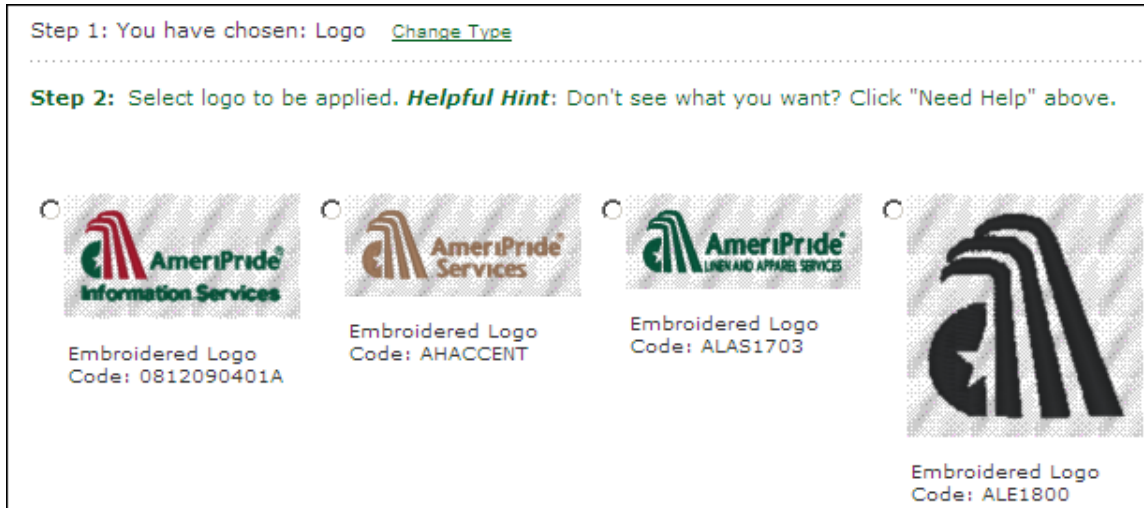 Step 1: You have chosen: Logo Change Type
Step 2: Select logo to be applied. Helpful Hint: Don't see what you want? Click "Need Help" above.
AmeriPride®
Information Services
Embroidered Logo
Code: 0812090401A
AmeriPride®
Services
Embroidered Logo
Code: AHACCENT
AmeriPride®
LINEN AND APPAREL SERVICES
Embroidered Logo
Code: ALAS1703
Embroidered Logo
Code: ALE1800